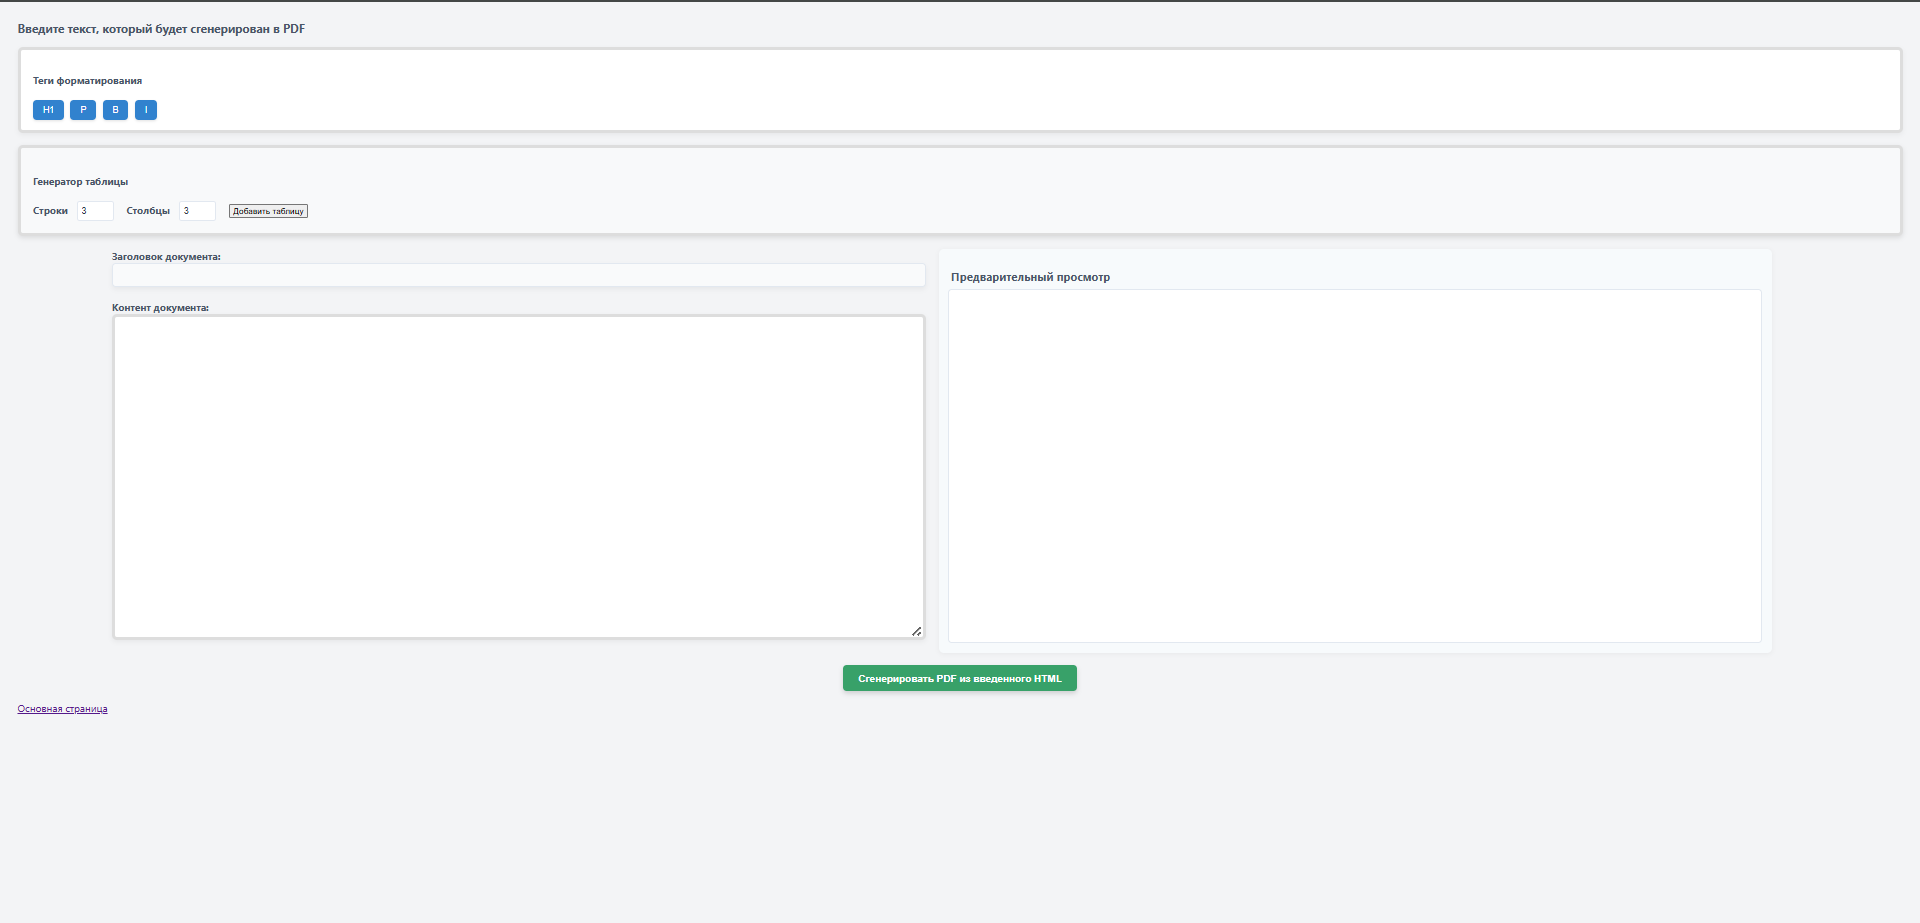 Введите текст, который будет сгенерирован в PDF
Теги форматирования
H1 P B I
Генератор таблицы
Строки 3 Столбцы 3 Добавить таблицу
Заголовок документа:
Контент документа:
Предварительный просмотр
Сгенерировать PDF из введенного HTML
Основная страница